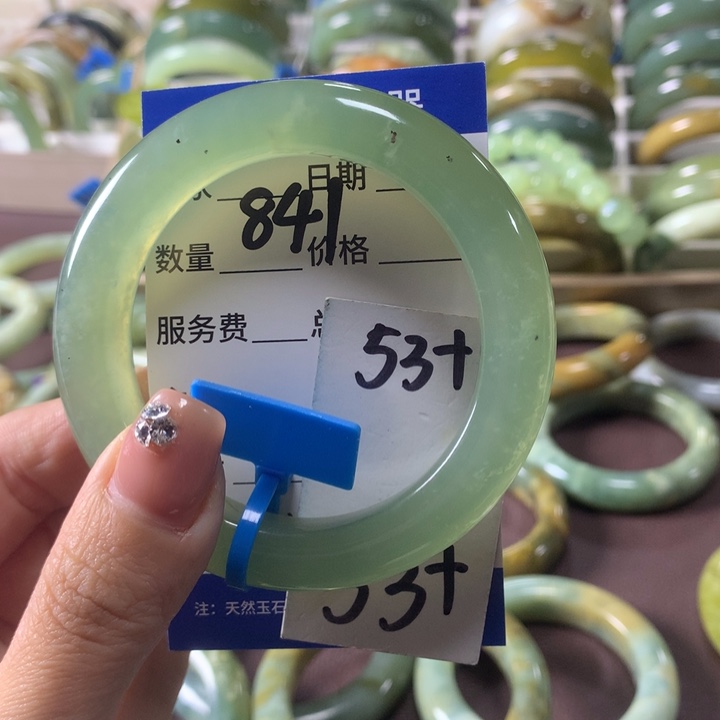 日期
841
数量 价格
服务费
53+
53+
注：天然玉石